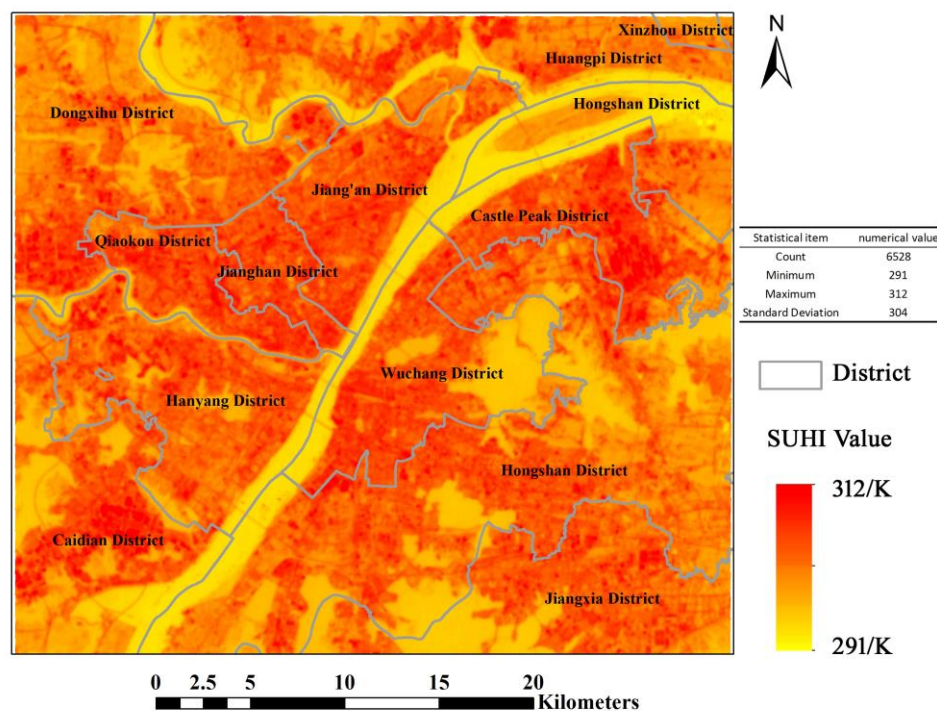 Xinzhou District
Huangpi District
Hongshan District
Dongxihu District
Jiang'an District
Castle Peak District
Qiaokou District
Jianghan District
Wuchang District
Hanyang District
Hongshan District
Caidian District
Jiangxia District
N
Statistical item numerical value
Count 6528
Minimum 291
Maximum 312
Standard Deviation 304
District
SUHI Value
312/K
291/K
0 2.5 5 10 15 20
Kilometers